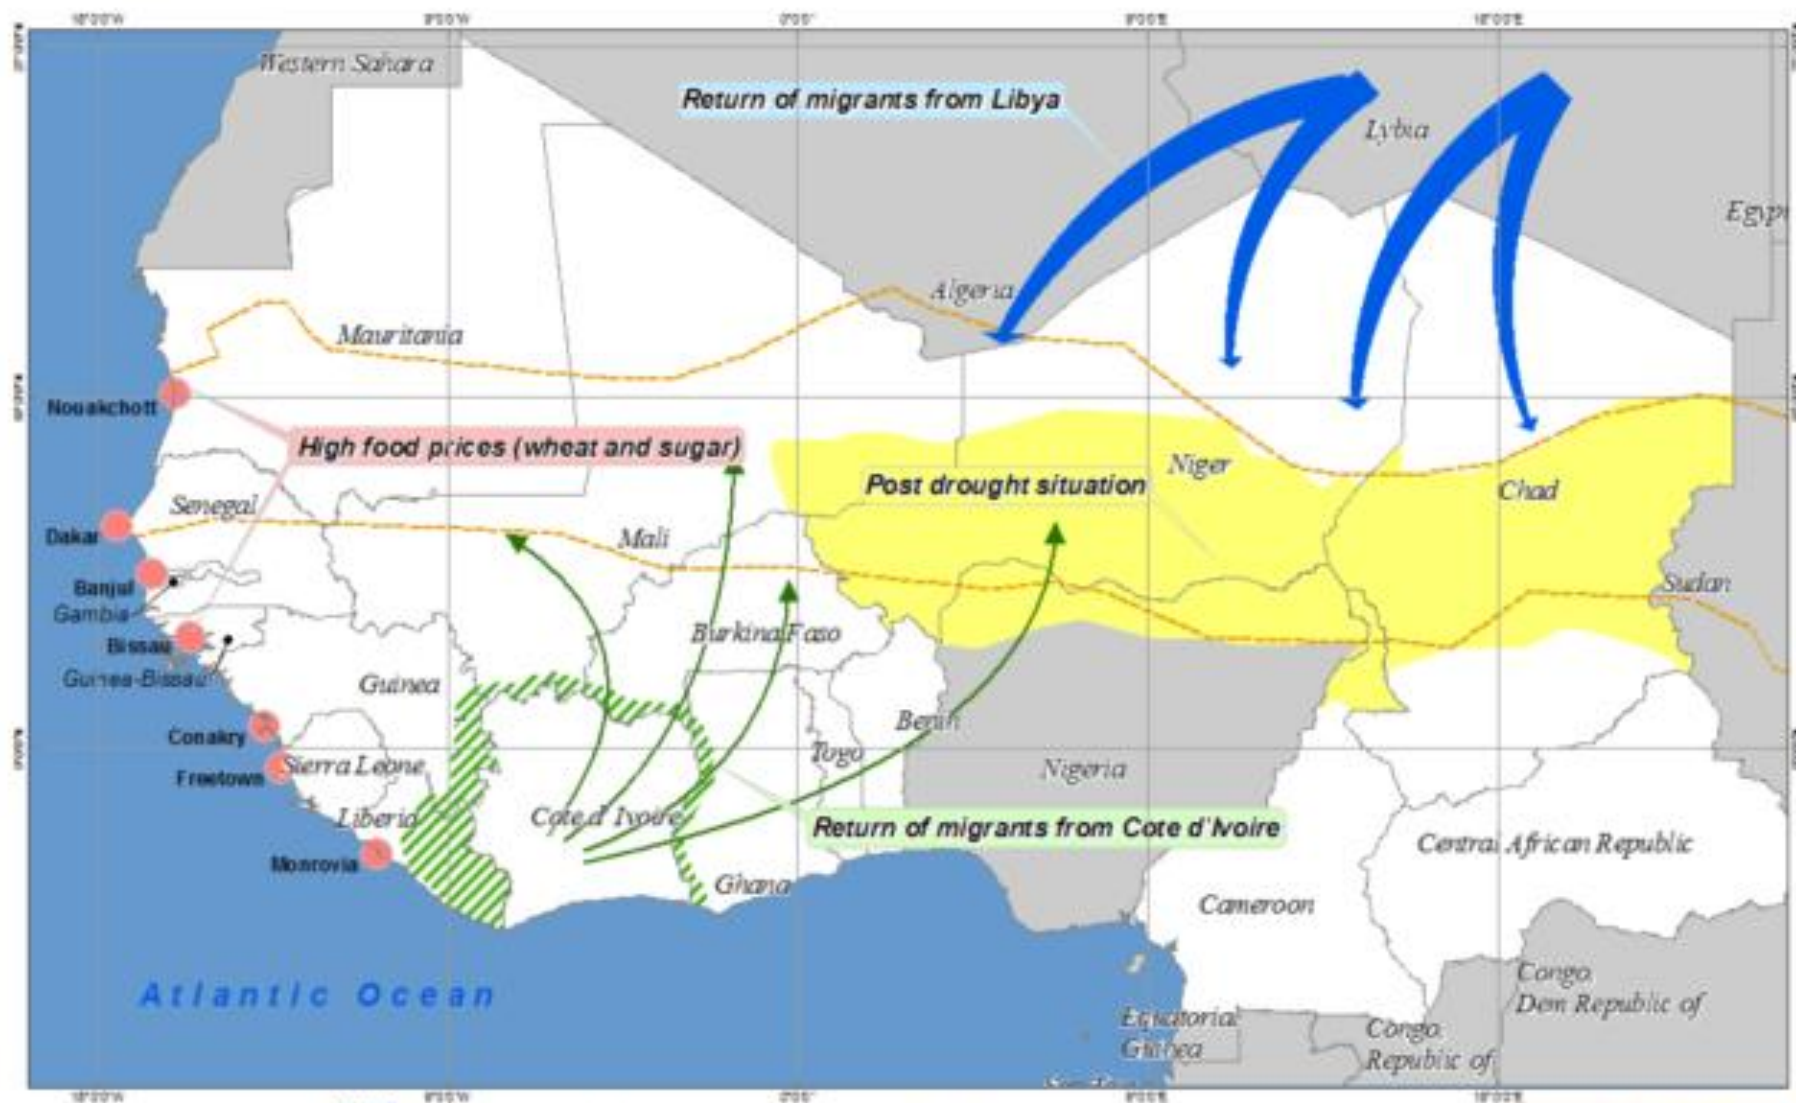 Western Sahara
Return of migrants from Libya
Lybia
Egyp
Algeria
Mauritania
Nouakchott
High food prices (wheat and sugar)
Niger
Post drought situation
Chad
Senegal
Dakar
Mali
Banjul
Gambia
Sudan
Burkina Faso
Bissau
Guinea-Bissau
Guinea
Benin
Conakry
Togo
Sierra Leone
Nigeria
Freetown
Liberia
Cote d'Ivoire
Return of migrants from Cote d'Ivoire
Monrovia
Central African Republic
Ghana
Cameroon
Atlantic Ocean
Congo
Dem Republic of
Equatorial
Guinea
Congo
Republic of